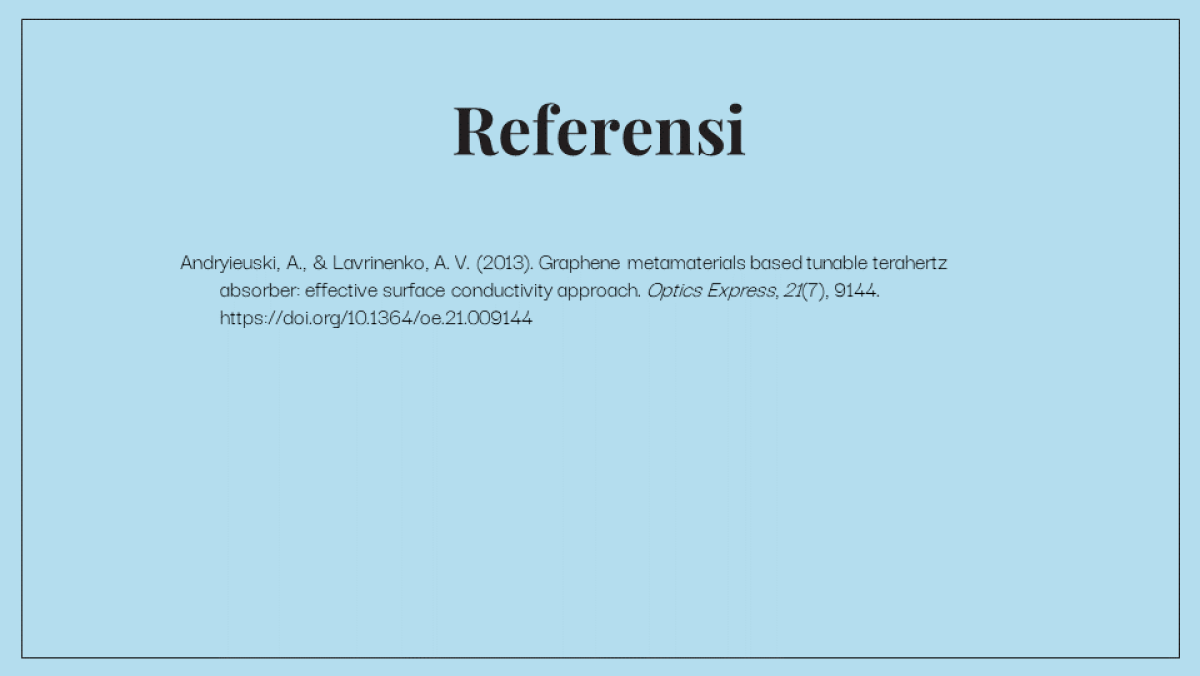 Referensi
Andryieuski, A., & Lavrinenko, A. V. (2013). Graphene metamaterials based tunable terahertz
absorber: effective surface conductivity approach. Optics Express, 21(7), 9144.
https://doi.org/10.1364/oe.21.009144